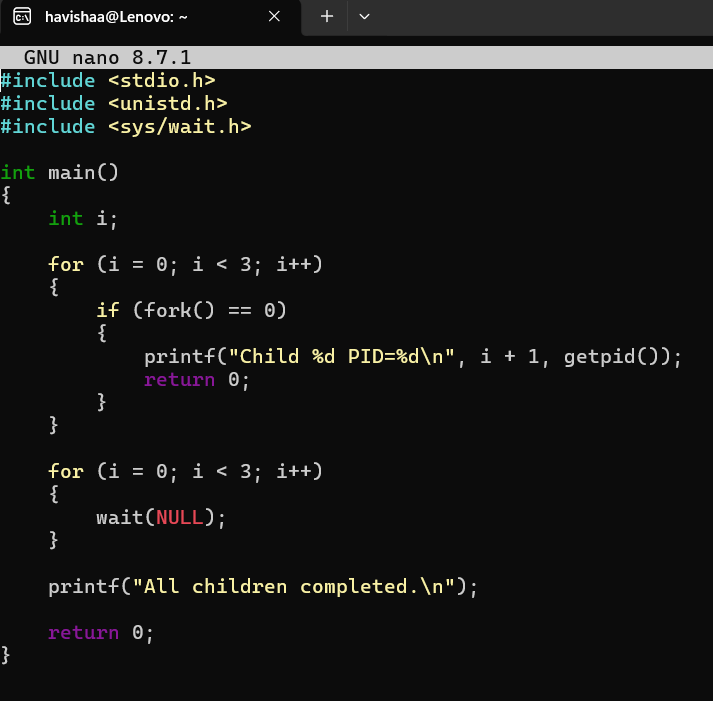 havishaa@Lenovo: ~
GNU nano 8.7.1
#include <stdio.h>
#include <unistd.h>
#include <sys/wait.h>
int main()
{
    int i;
    for (i = 0; i < 3; i++)
    {
        if (fork() == 0)
        {
            printf("Child %d PID=%d\n", i + 1, getpid());
            return 0;
        }
    }
    for (i = 0; i < 3; i++)
    {
        wait(NULL);
    }
    printf("All children completed.\n");
    return 0;
}